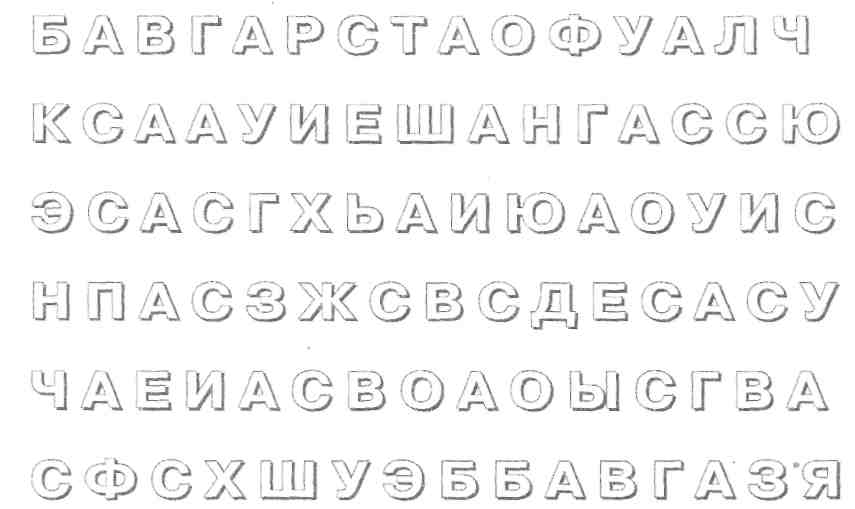 БАВГАРСТАОФУАЛЧ
КСААУИЕШАНГАССЮ
ЭСАСГХЬАИЮАОУИС
НПАСЗЖСВСДЕСАСУ
ЧАЕИАСВОАОЫСГВА
СФСХШУЭББАВГАЗЯ